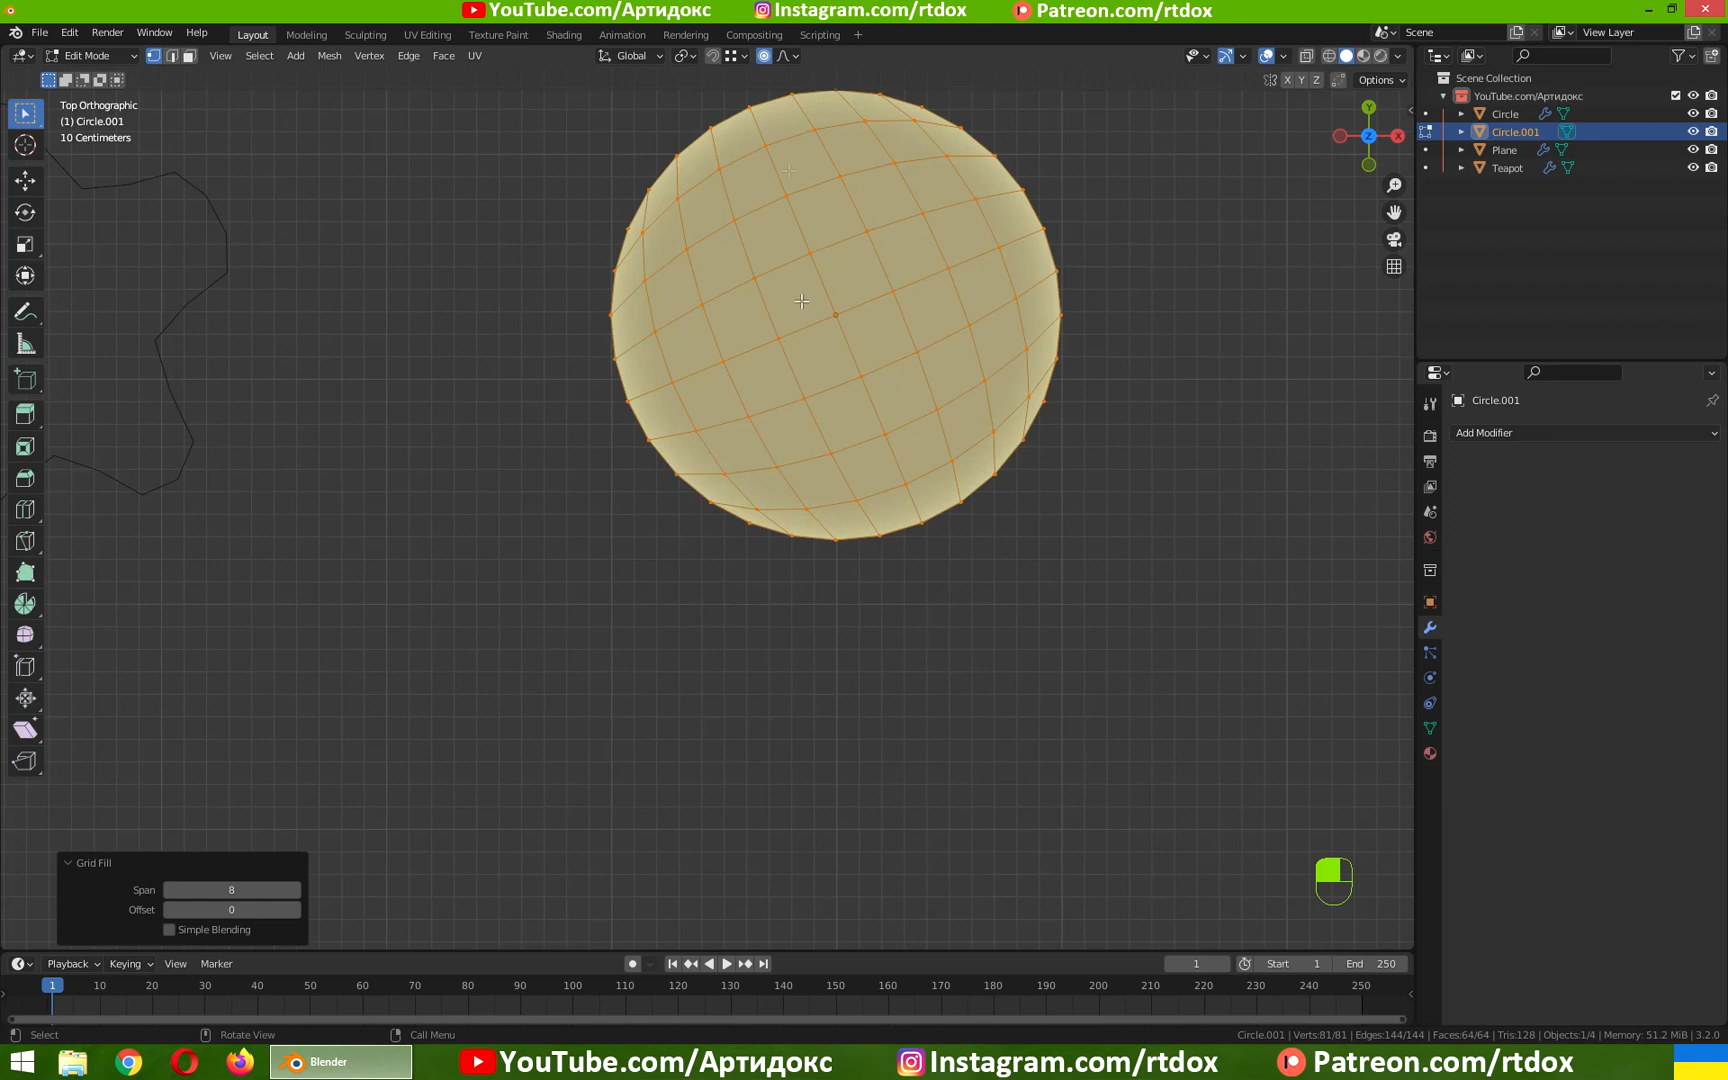 YouTube.com/Артидокс Instagram.com/rtdox Patreon.com/rtdox
File Edit Render Window Help Layout Modeling Sculpting UV Editing Texture Paint Shading Animation Rendering Compositing Scripting + Scene View Layer
Edit Mode View Select Add Mesh Vertex Edge Face UV Global
X Y Z Options
Top Orthographic
(1) Circle.001
10 Centimeters
Y
Z X
Scene Collection
YouTube.com/Артидокс
Circle
Circle.001
Plane
Teapot
Circle.001
Add Modifier
Grid Fill
Span 8
Offset 0
Simple Blending
Playback Keying View Marker 1 Start 1 End 250
1 10 20 30 40 50 60 70 80 90 100 110 120 130 140 150 160 170 180 190 200 210 220 230 240 250
Select Rotate View Call Menu Circle.001 | Verts:81/81 | Edges:144/144 | Faces:64/64 | Tris:128 | Objects:1/4 | Memory: 51.2 MiB | 3.2.0
Blender YouTube.com/Артидокс Instagram.com/rtdox Patreon.com/rtdox